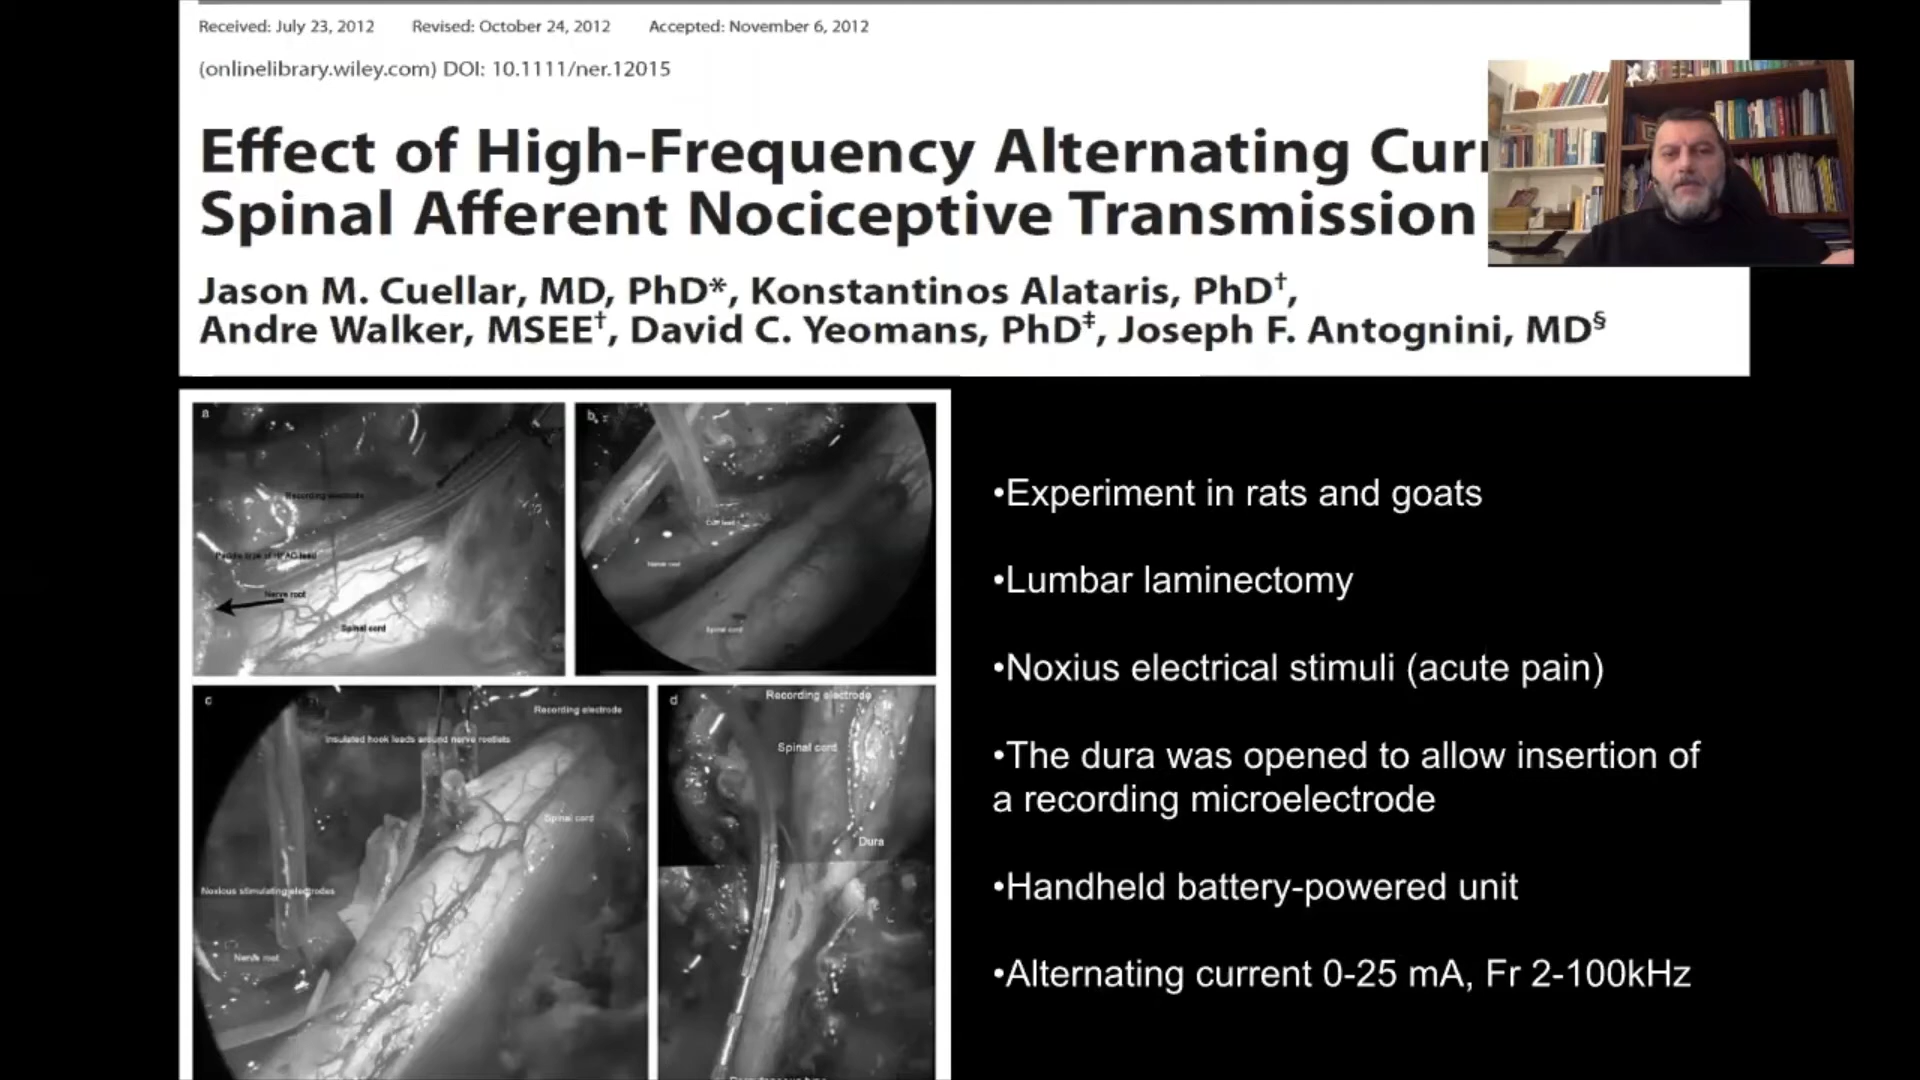 Received: July 23, 2012 Revised: October 24, 2012 Accepted: November 6, 2012
(onlinelibrary.wiley.com) DOI: 10.1111/ner.12015
Effect of High-Frequency Alternating
Spinal Afferent Nociceptive Transmission
Jason M. Cuellar, MD, PhD*, Konstantinos Alataris, PhD†,
Andre Walker, MSEE†, David C. Yeomans, PhD‡, Joseph F. Antognini, MD§
a
Recording electrode
Nerve root
Spinal cord
b
Nerve root
Spinal cord
c
Recording electrode
Insulated hook leads around nerve rootlets
Spinal cord
Noxious stimulating electrodes
Nerve root
d
Recording electrode
Spinal cord
Dura
•Experiment in rats and goats
•Lumbar laminectomy
•Noxius electrical stimuli (acute pain)
•The dura was opened to allow insertion of
a recording microelectrode
•Handheld battery-powered unit
•Alternating current 0-25 mA, Fr 2-100kHz